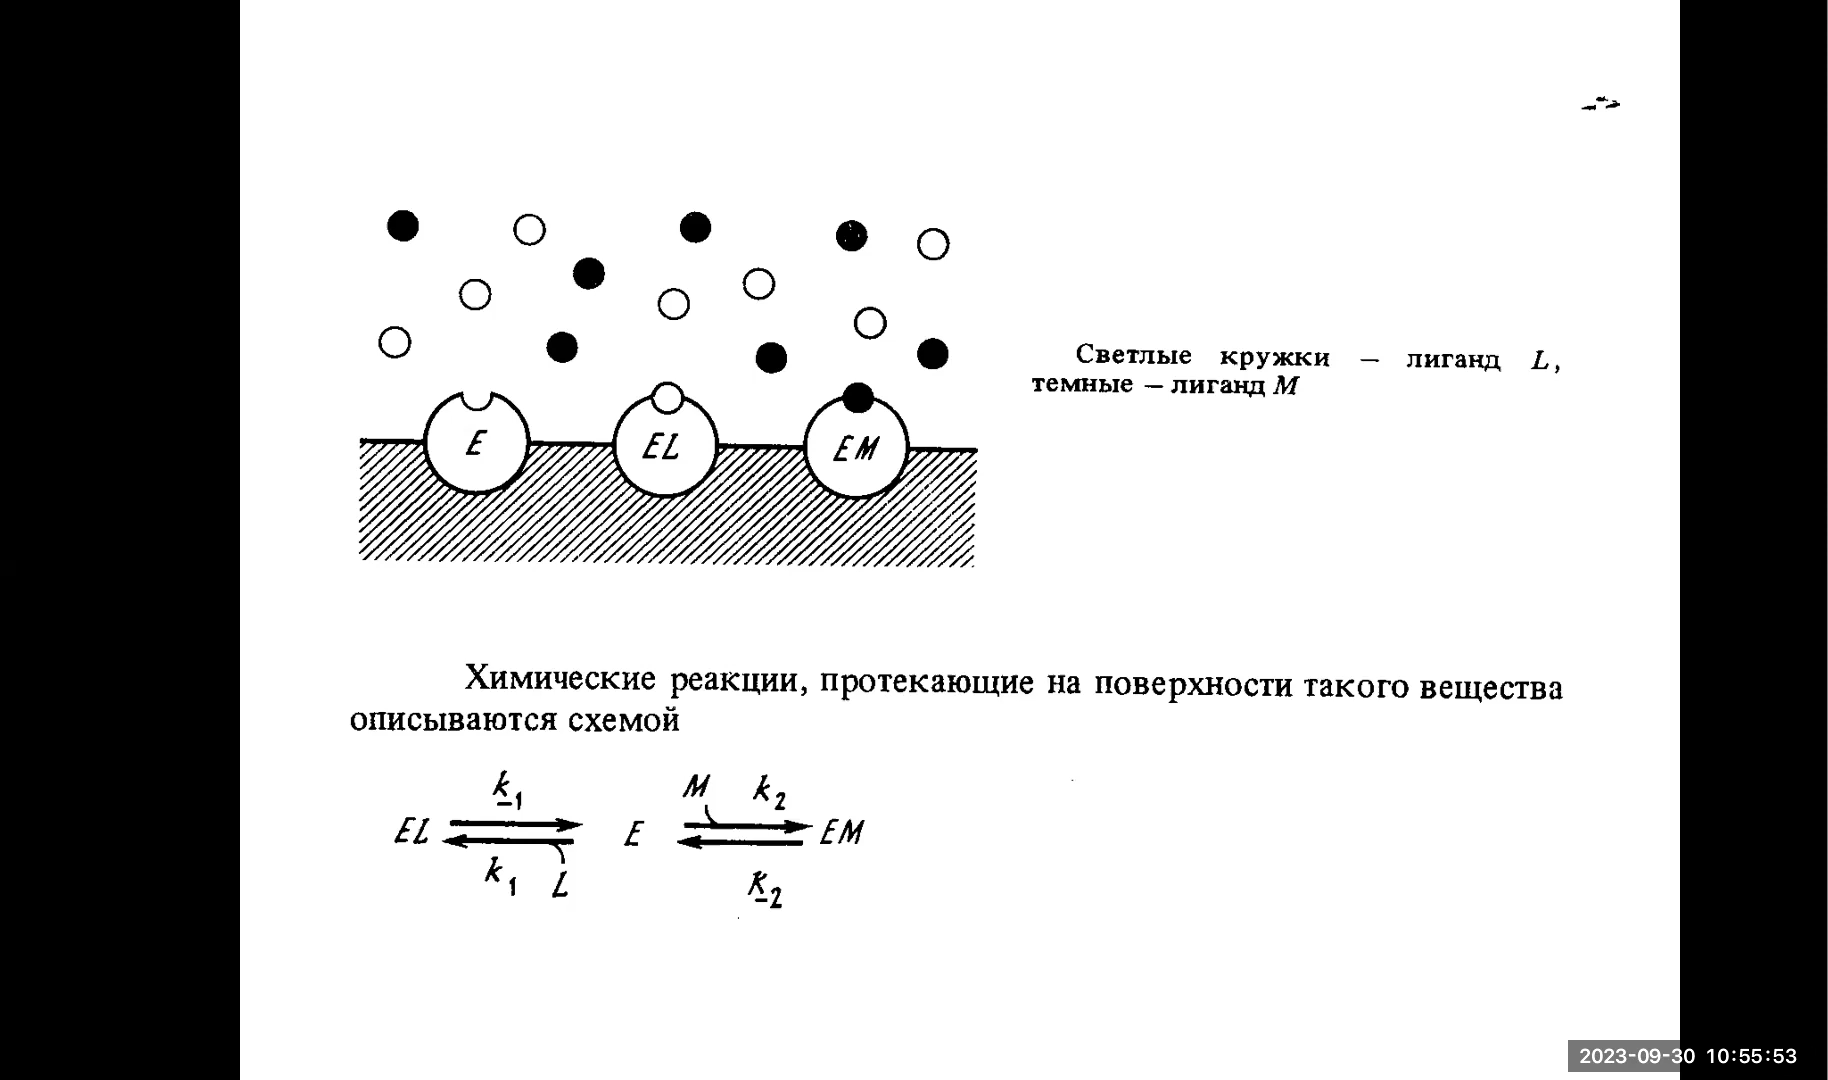 Светлые кружки — лиганд L,
темные — лиганд M
E
EL
EM
Химические реакции, протекающие на поверхности такого вещества
описываются схемой
k₋₁
M k₂
EL E EM
k₁ L
K₋₂
2023-09-30 10:55:53